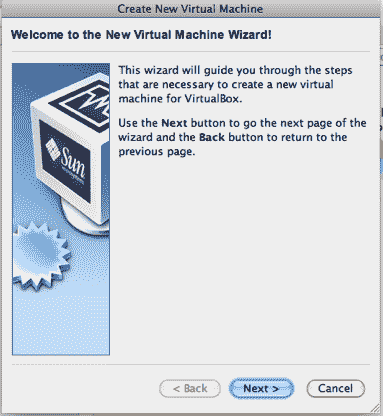 Create New Virtual Machine
Welcome to the New Virtual Machine Wizard!
This wizard will guide you through the steps
that are necessary to create a new virtual
machine for VirtualBox.
Use the Next button to go the next page of the
wizard and the Back button to return to the
previous page.
Sun
< Back
Next >
Cancel